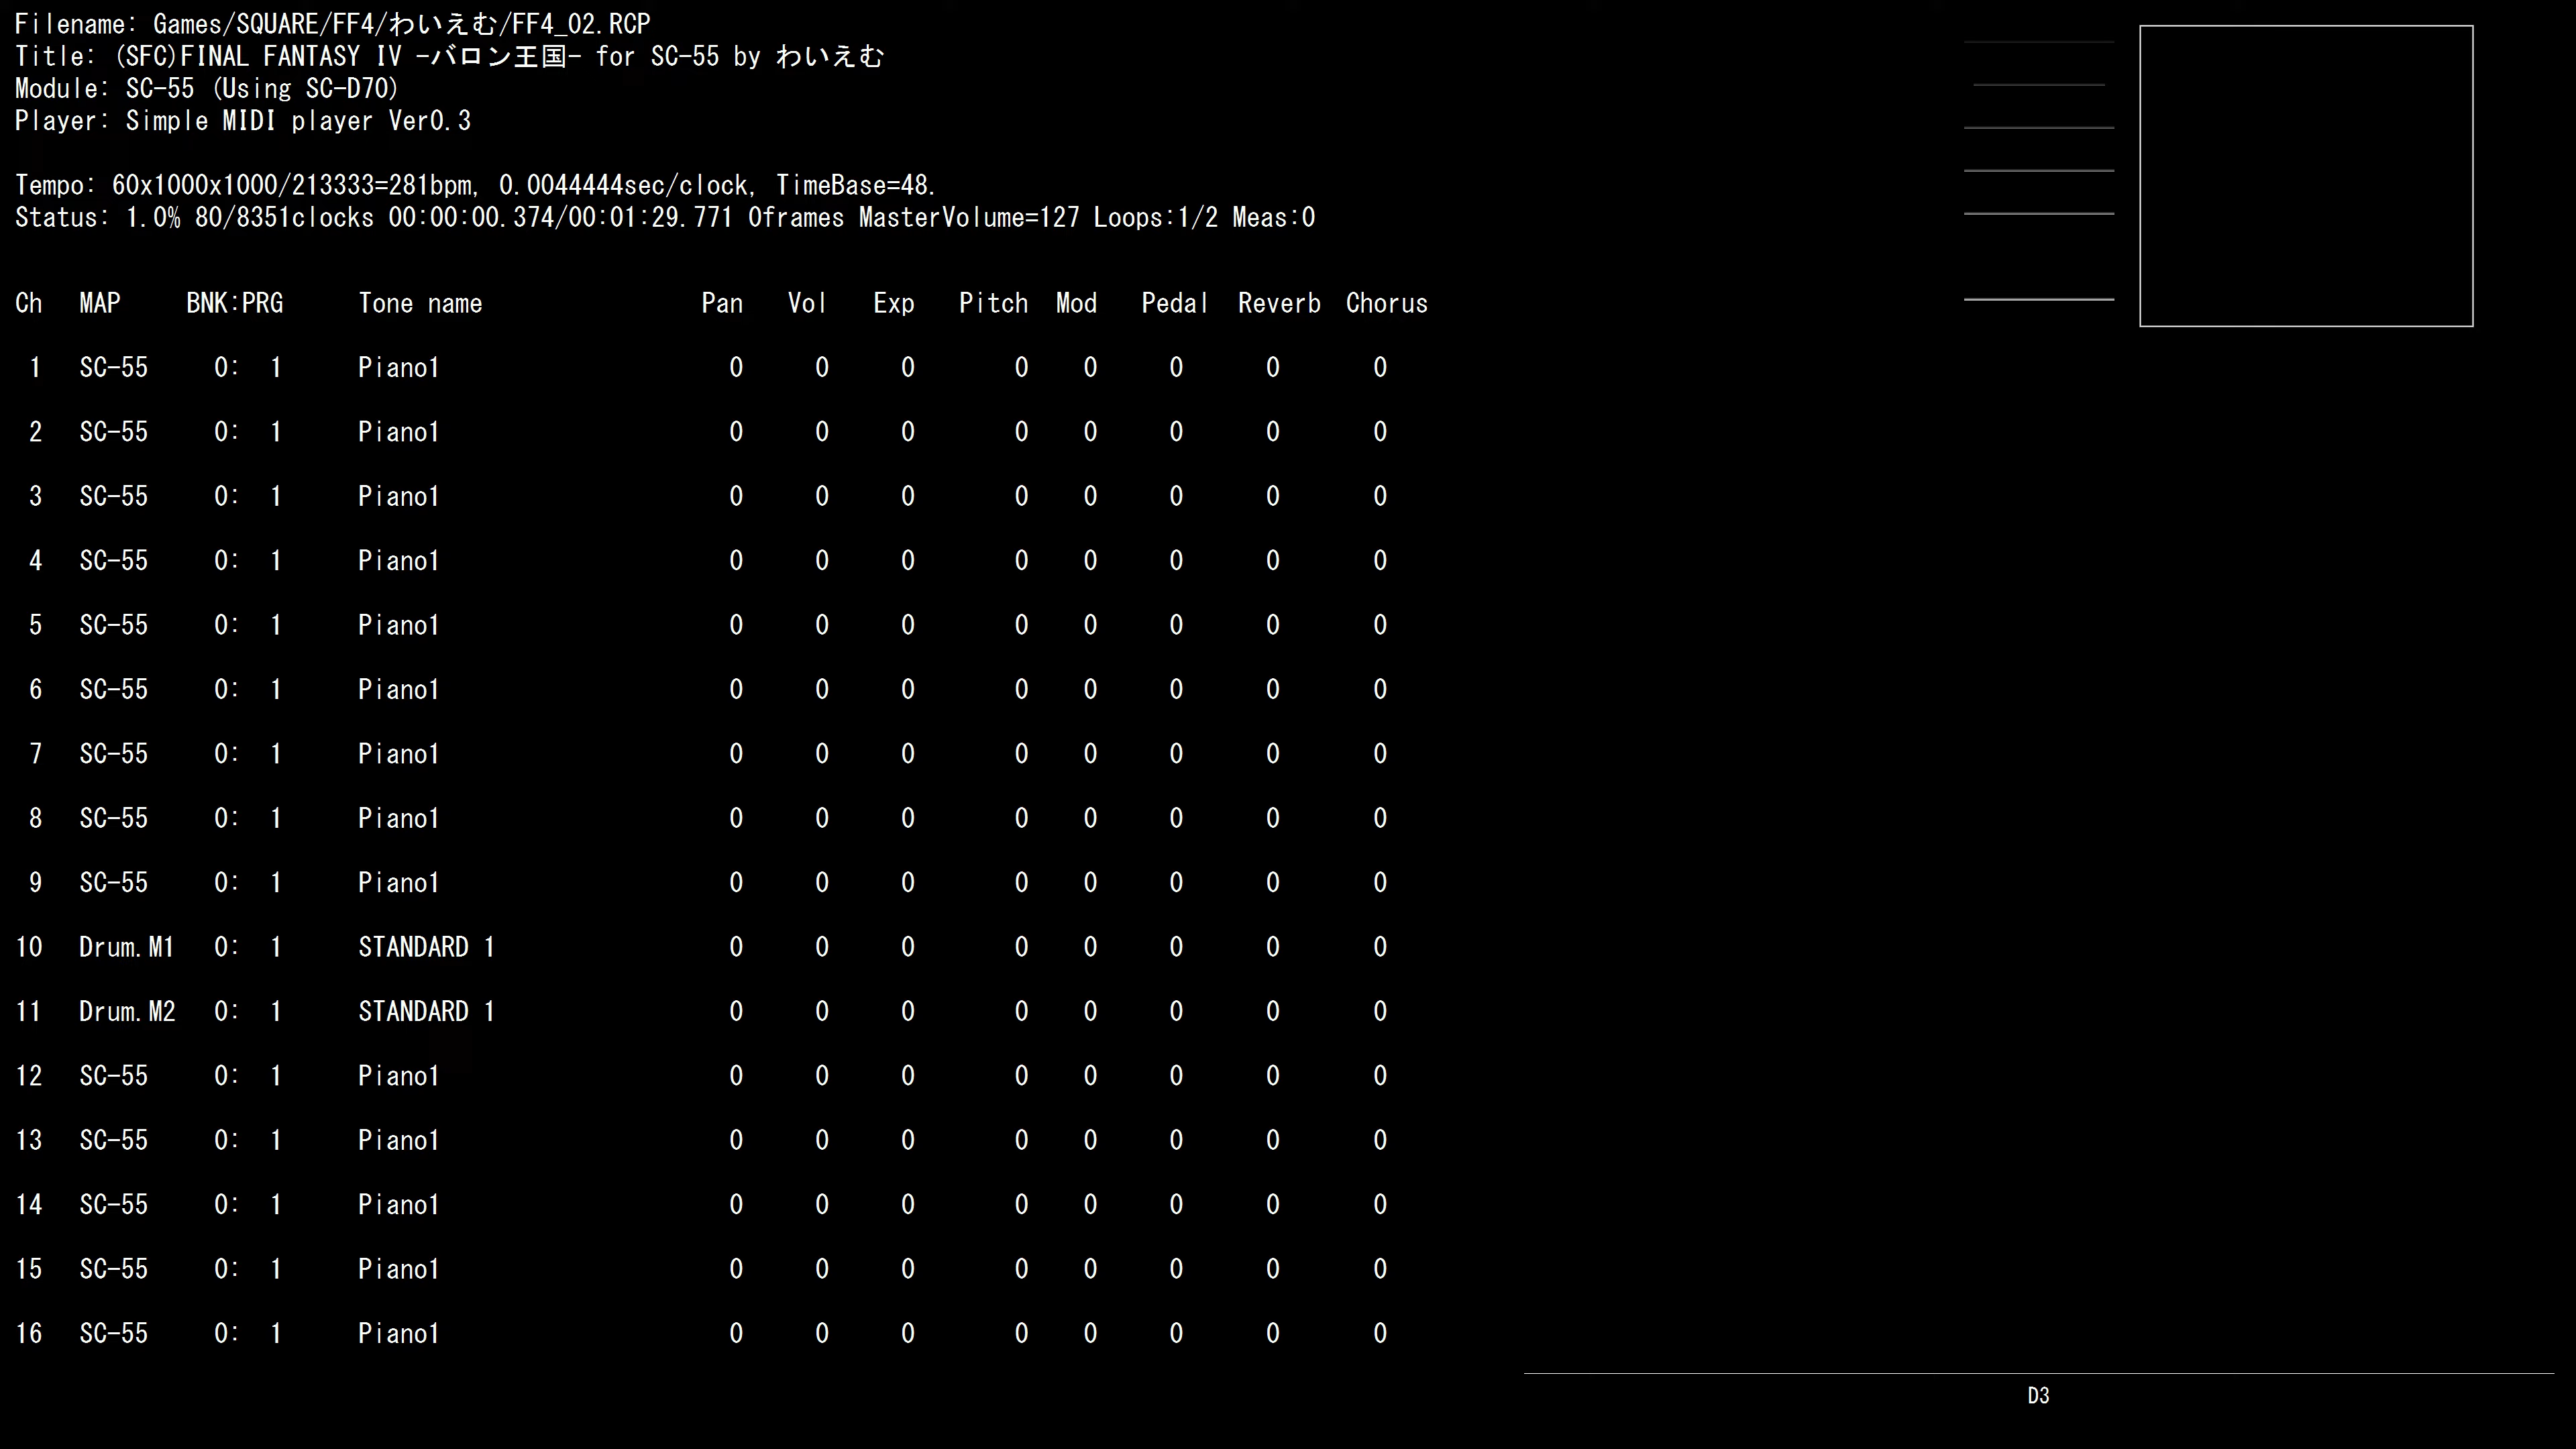 Filename: Games/SQUARE/FF4/わいえむ/FF4_02.RCP
Title: (SFC)FINAL FANTASY IV -バロン王国- for SC-55 by わいえむ
Module: SC-55 (Using SC-D70)
Player: Simple MIDI player Ver0.3
Tempo: 60x1000x1000/213333=281bpm, 0.0044444sec/clock, TimeBase=48.
Status: 1.0% 80/8351clocks 00:00:00.374/00:01:29.771 0frames MasterVolume=127 Loops:1/2 Meas:0
Ch MAP BNK:PRG Tone name Pan Vol Exp Pitch Mod Pedal Reverb Chorus
1 SC-55 0: 1 Piano1 0 0 0 0 0 0 0 0
2 SC-55 0: 1 Piano1 0 0 0 0 0 0 0 0
3 SC-55 0: 1 Piano1 0 0 0 0 0 0 0 0
4 SC-55 0: 1 Piano1 0 0 0 0 0 0 0 0
5 SC-55 0: 1 Piano1 0 0 0 0 0 0 0 0
6 SC-55 0: 1 Piano1 0 0 0 0 0 0 0 0
7 SC-55 0: 1 Piano1 0 0 0 0 0 0 0 0
8 SC-55 0: 1 Piano1 0 0 0 0 0 0 0 0
9 SC-55 0: 1 Piano1 0 0 0 0 0 0 0 0
10 Drum.M1 0: 1 STANDARD 1 0 0 0 0 0 0 0 0
11 Drum.M2 0: 1 STANDARD 1 0 0 0 0 0 0 0 0
12 SC-55 0: 1 Piano1 0 0 0 0 0 0 0 0
13 SC-55 0: 1 Piano1 0 0 0 0 0 0 0 0
14 SC-55 0: 1 Piano1 0 0 0 0 0 0 0 0
15 SC-55 0: 1 Piano1 0 0 0 0 0 0 0 0
16 SC-55 0: 1 Piano1 0 0 0 0 0 0 0 0
D3